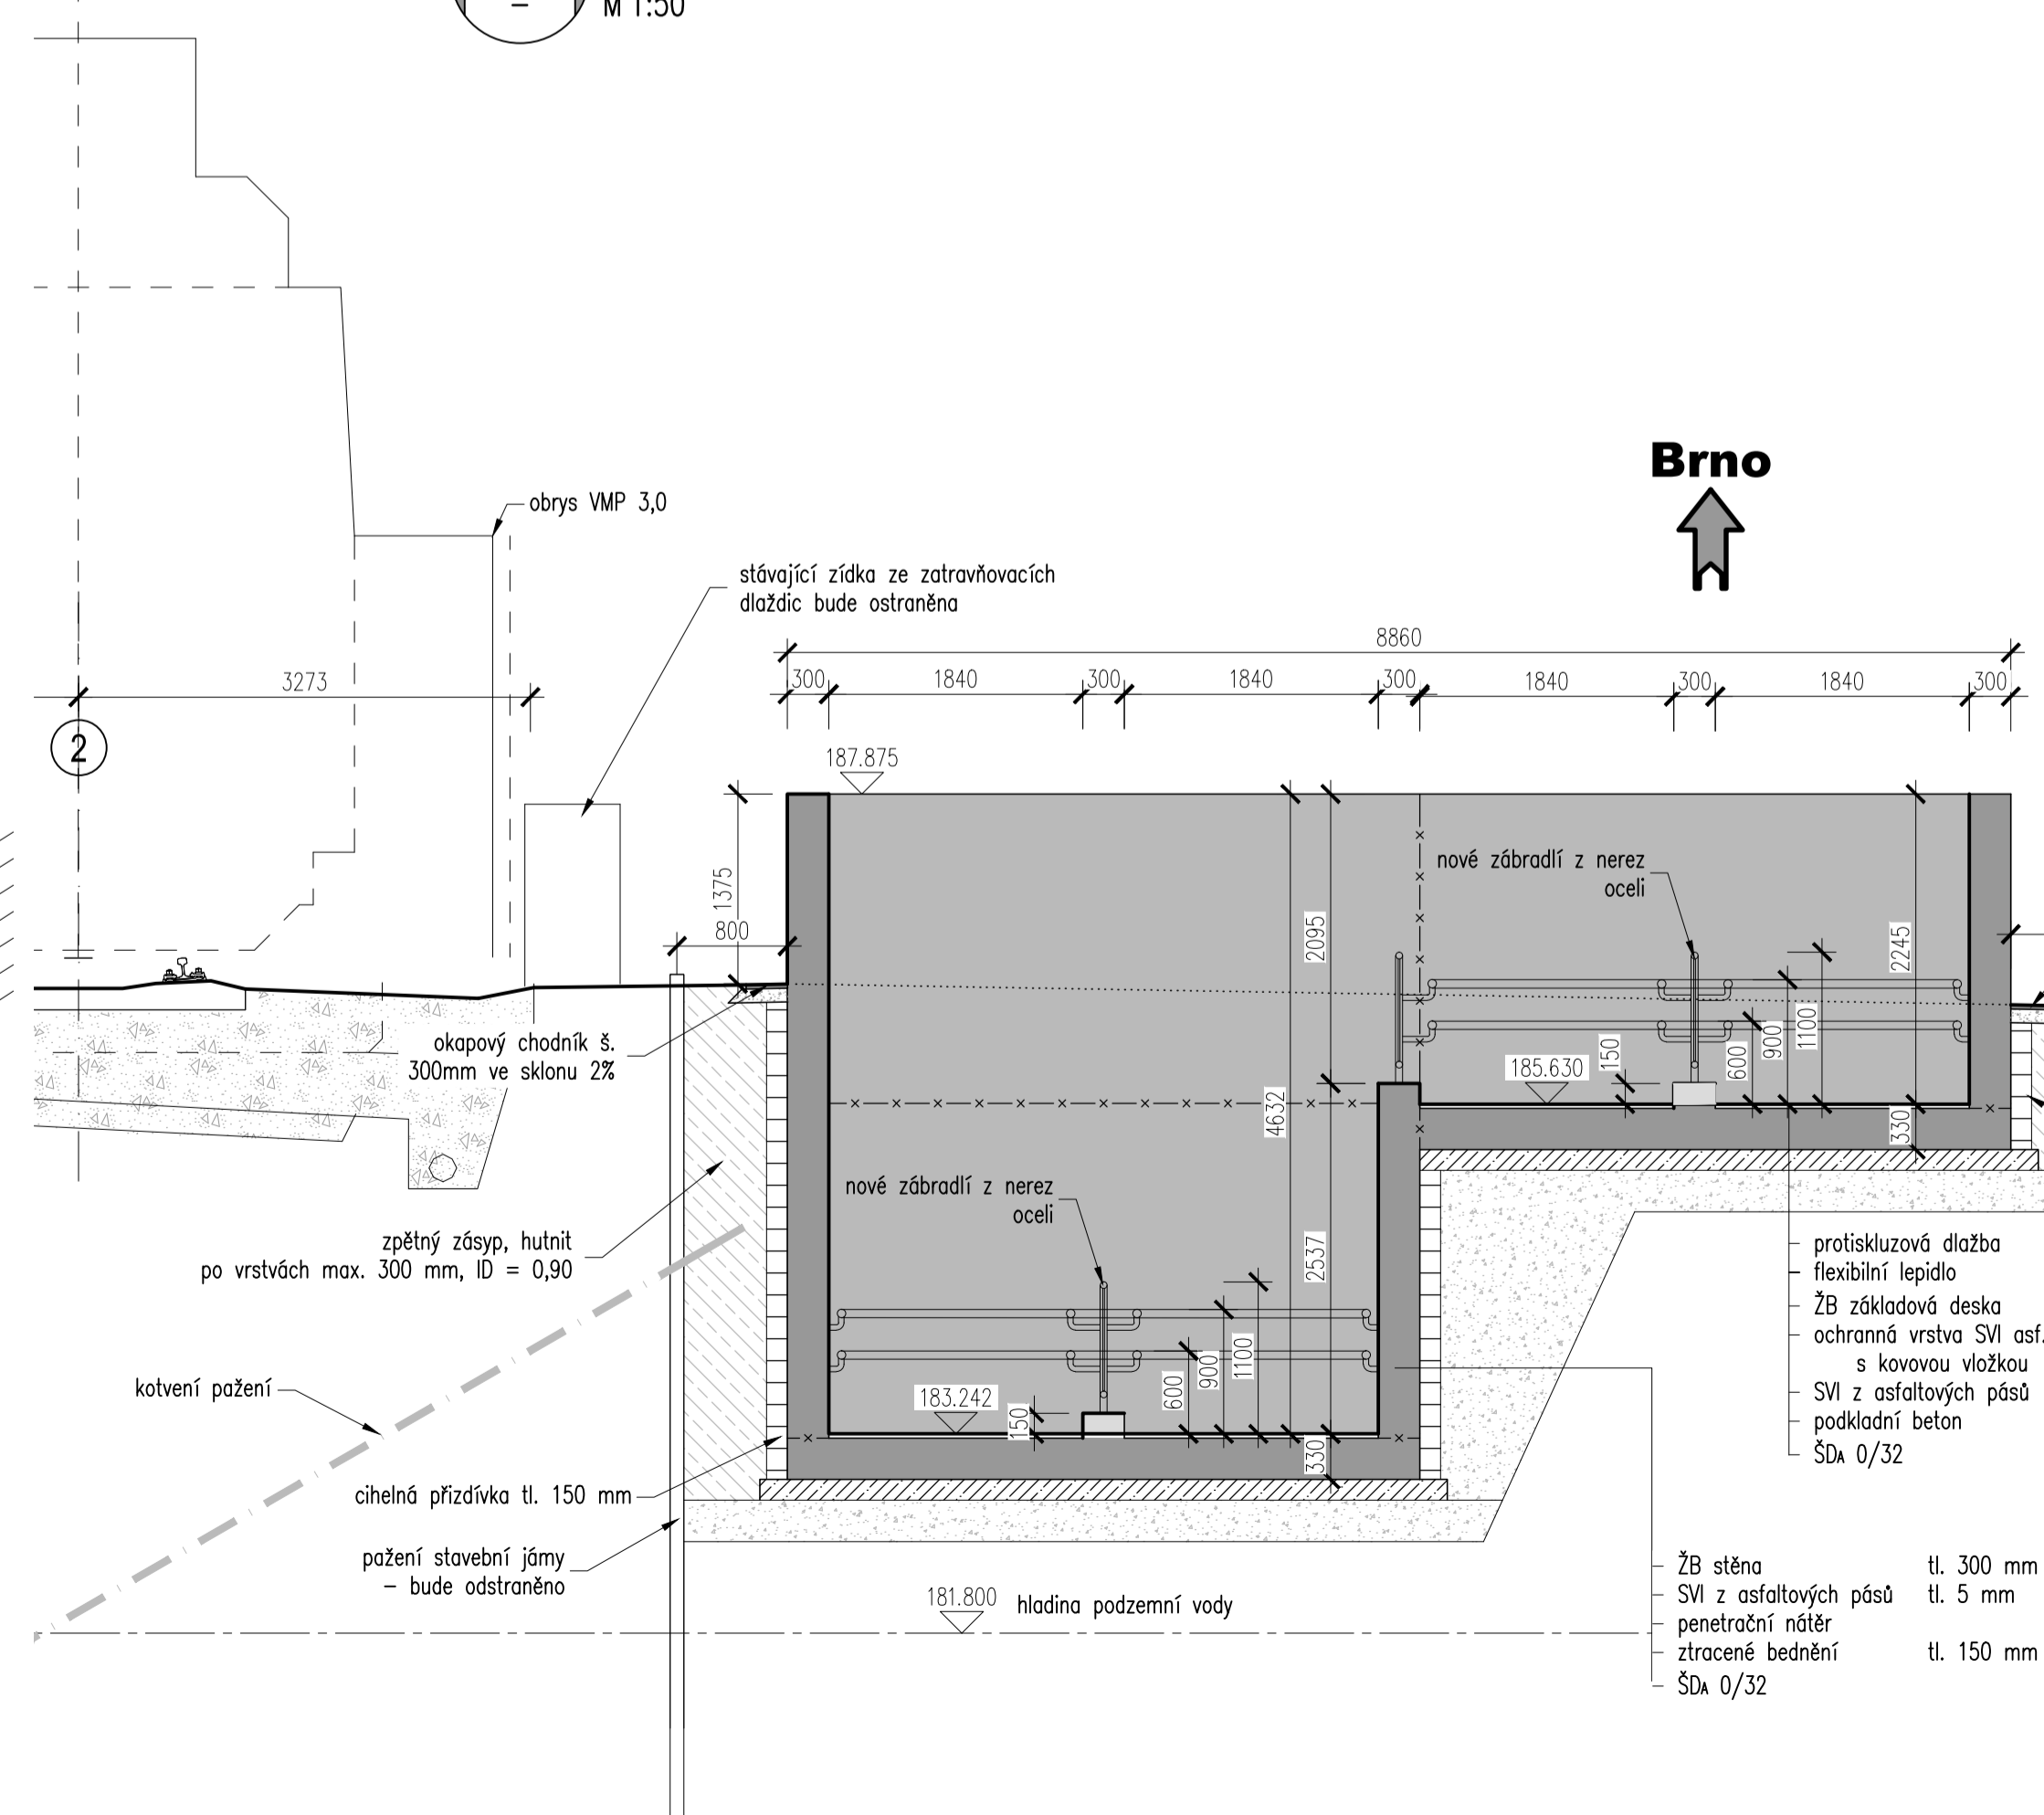 –
M 1:50
obrys VMP 3,0
stávající zídka ze zatravňovacích
dlaždic bude ostraněna
Brno
3273
2
8860
300
1840
300
1840
300
1840
300
1840
300
187.875
1375
800
2095
2245
nové zábradlí z nerez
oceli
okapový chodník š.
300mm ve sklonu 2%
4632
185.630
150
600
900
1100
330
nové zábradlí z nerez
oceli
2537
zpětný zásyp, hutnit
po vrstvách max. 300 mm, ID = 0,90
kotvení pažení
183.242
150
600
900
1100
330
protiskluzová dlažba
flexibilní lepidlo
ŽB základová deska
ochranná vrstva SVI asf.
s kovovou vložkou
SVI z asfaltových pásů
podkladní beton
ŠDA 0/32
cihelná přizdívka tl. 150 mm
pažení stavební jámy
– bude odstraněno
181.800 hladina podzemní vody
ŽB stěna tl. 300 mm
SVI z asfaltových pásů tl. 5 mm
penetrační nátěr
ztracené bednění tl. 150 mm
ŠDA 0/32